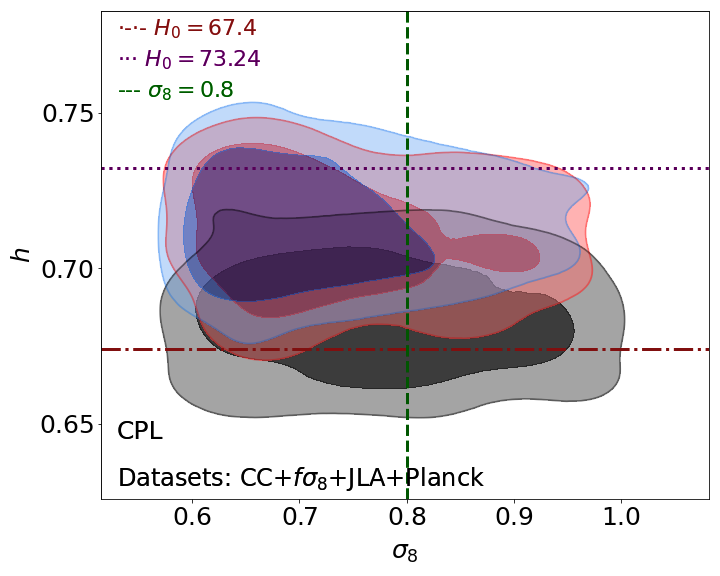 ·-·- H₀ = 67.4
··· H₀ = 73.24
--- σ₈ = 0.8
0.75
0.70
0.65
h
CPL
Datasets: CC+fσ₈+JLA+Planck
0.6 0.7 0.8 0.9 1.0
σ₈